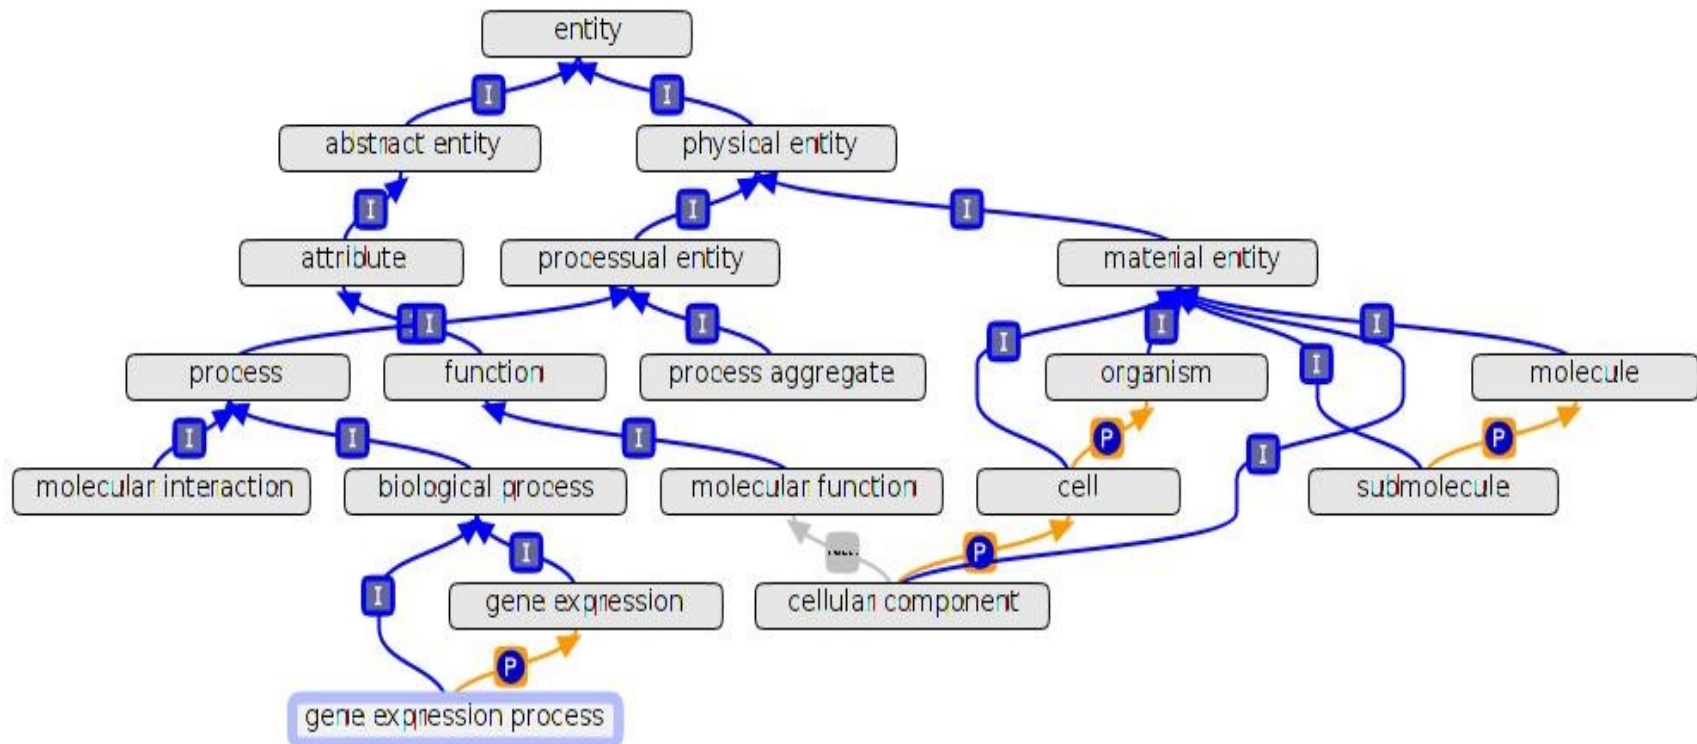 entity
I
I
abstract entity
physical entity
I
I
I
attribute
processual entity
material entity
I
I
I
I
I
I
process
function
process aggregate
organism
molecule
I
I
I
P
I
P
molecular interaction
biological process
molecular function
cell
submolecule
I
P
I
gene expression
cellular component
P
gene expression process